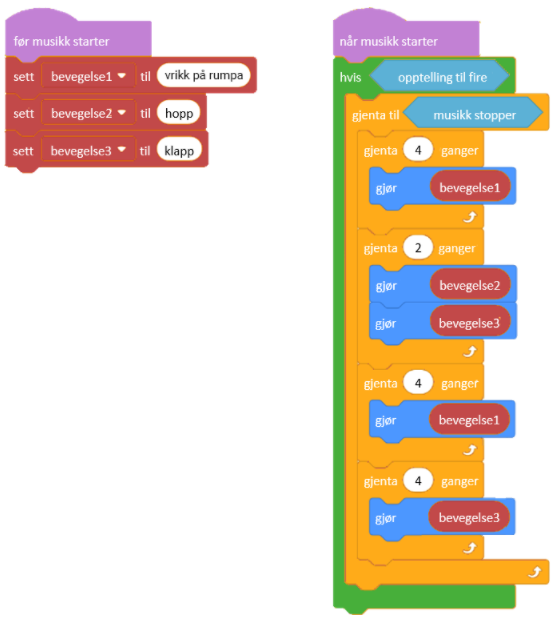 før musikk starter
sett bevegelse1 til vrikk på rumpa
sett bevegelse2 til hopp
sett bevegelse3 til klapp
når musikk starter
hvis opptelling til fire
gjenta til musikk stopper
gjenta 4 ganger
gjør bevegelse1
gjenta 2 ganger
gjør bevegelse2
gjør bevegelse3
gjenta 4 ganger
gjør bevegelse1
gjenta 4 ganger
gjør bevegelse3